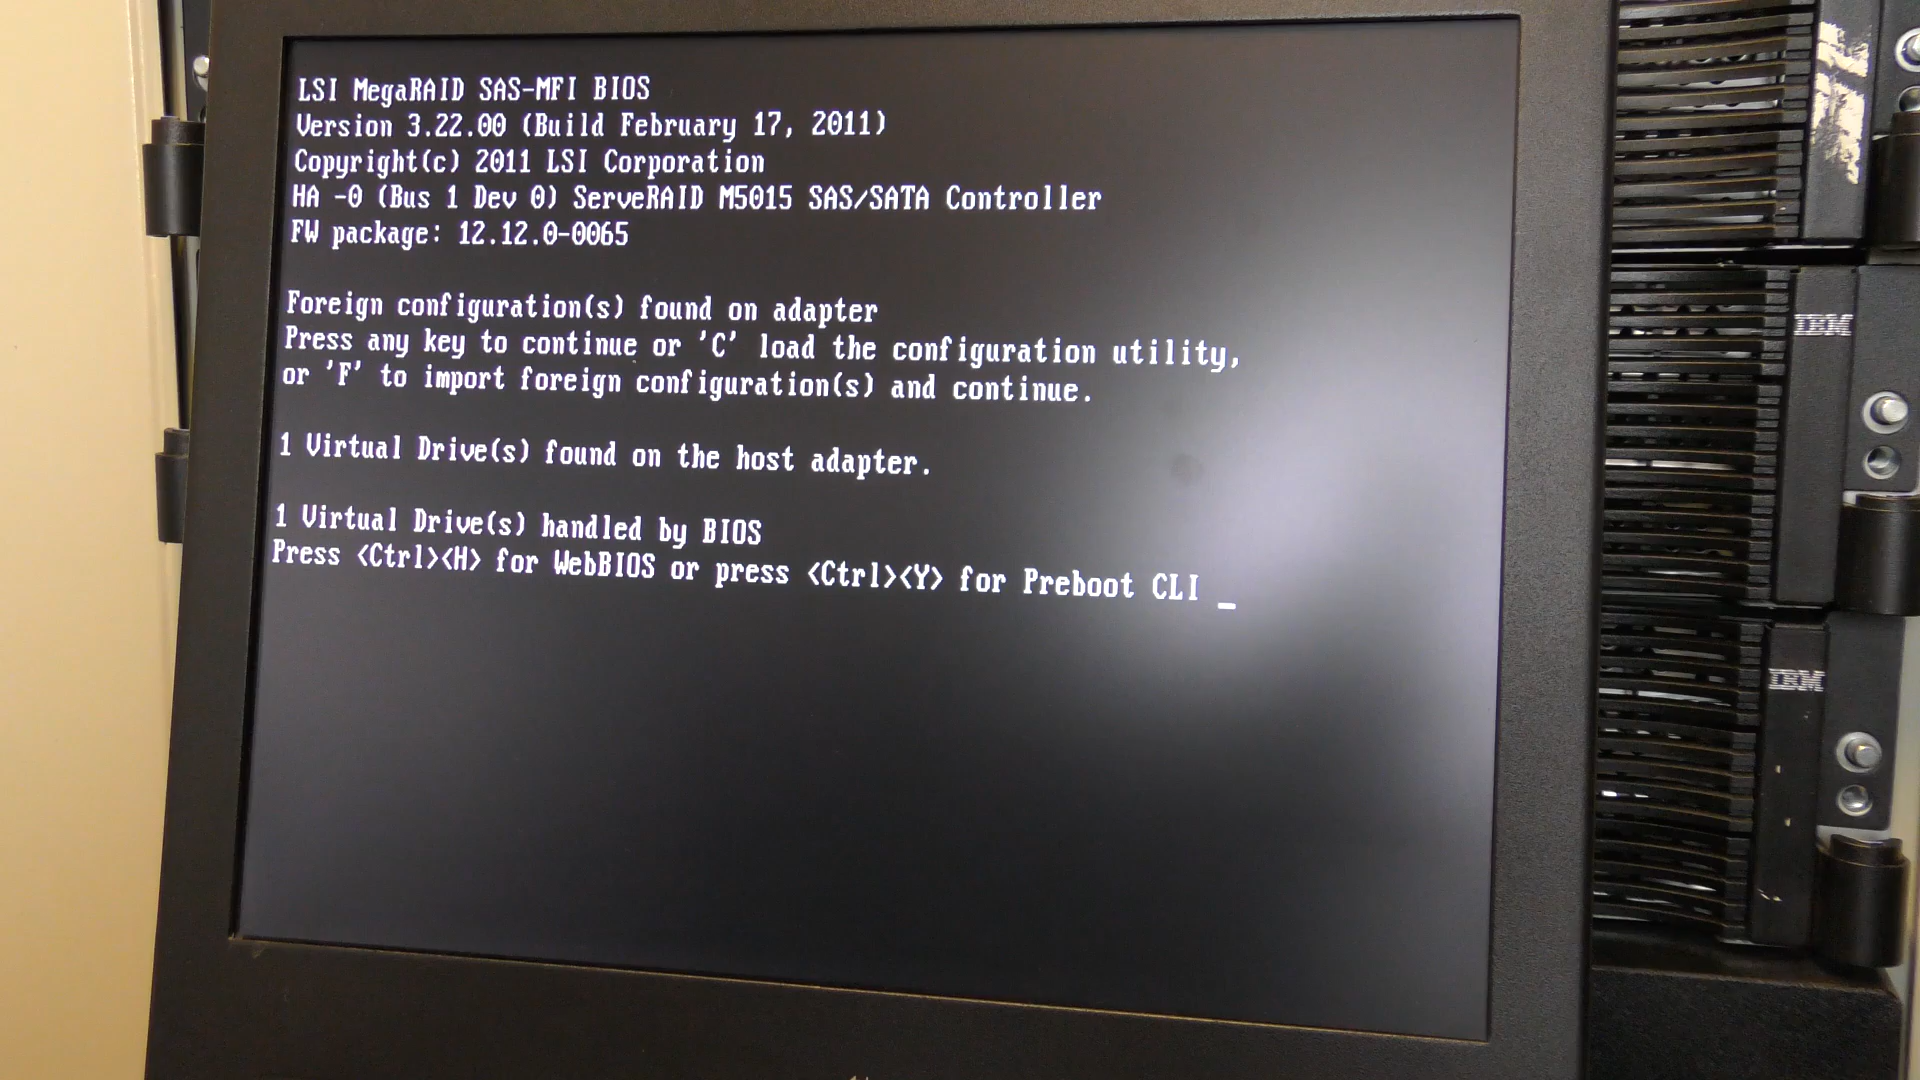 LSI MegaRAID SAS-MFI BIOS
Version 3.22.00 (Build February 17, 2011)
Copyright(c) 2011 LSI Corporation
HA -0 (Bus 1 Dev 0) ServeRAID M5015 SAS/SATA Controller
FW package: 12.12.0-0065
Foreign configuration(s) found on adapter
Press any key to continue or 'C' load the configuration utility,
or 'F' to import foreign configuration(s) and continue.
1 Virtual Drive(s) found on the host adapter.
1 Virtual Drive(s) handled by BIOS
Press <Ctrl><H> for WebBIOS or press <Ctrl><Y> for Preboot CLI _
IBM
IBM